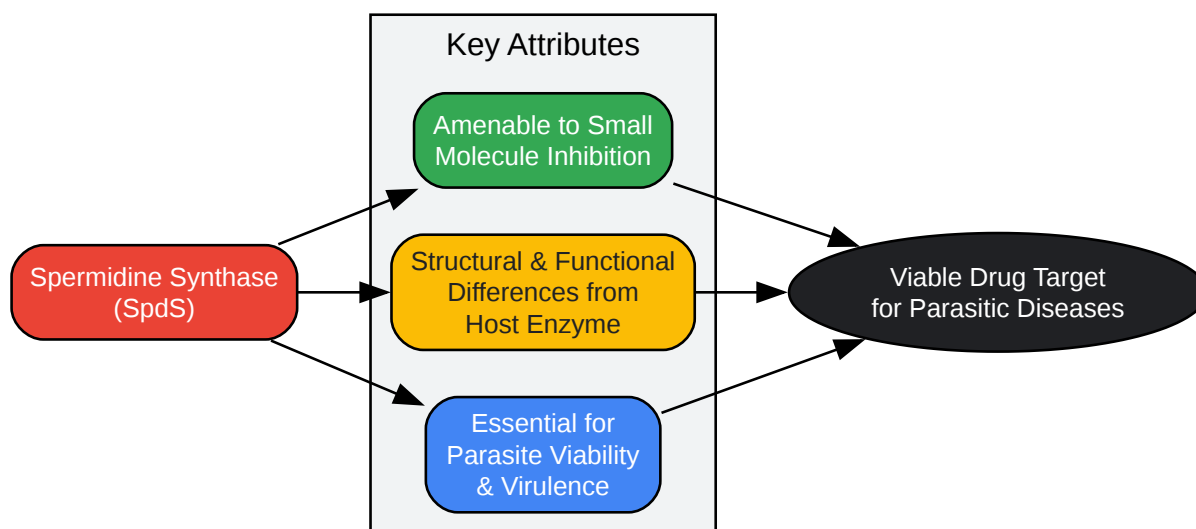 Key Attributes
Amenable to Small
Molecule Inhibition
Spermidine Synthase
(SpdS)
Structural & Functional
Differences from
Host Enzyme
Viable Drug Target
for Parasitic Diseases
Essential for
Parasite Viability
& Virulence